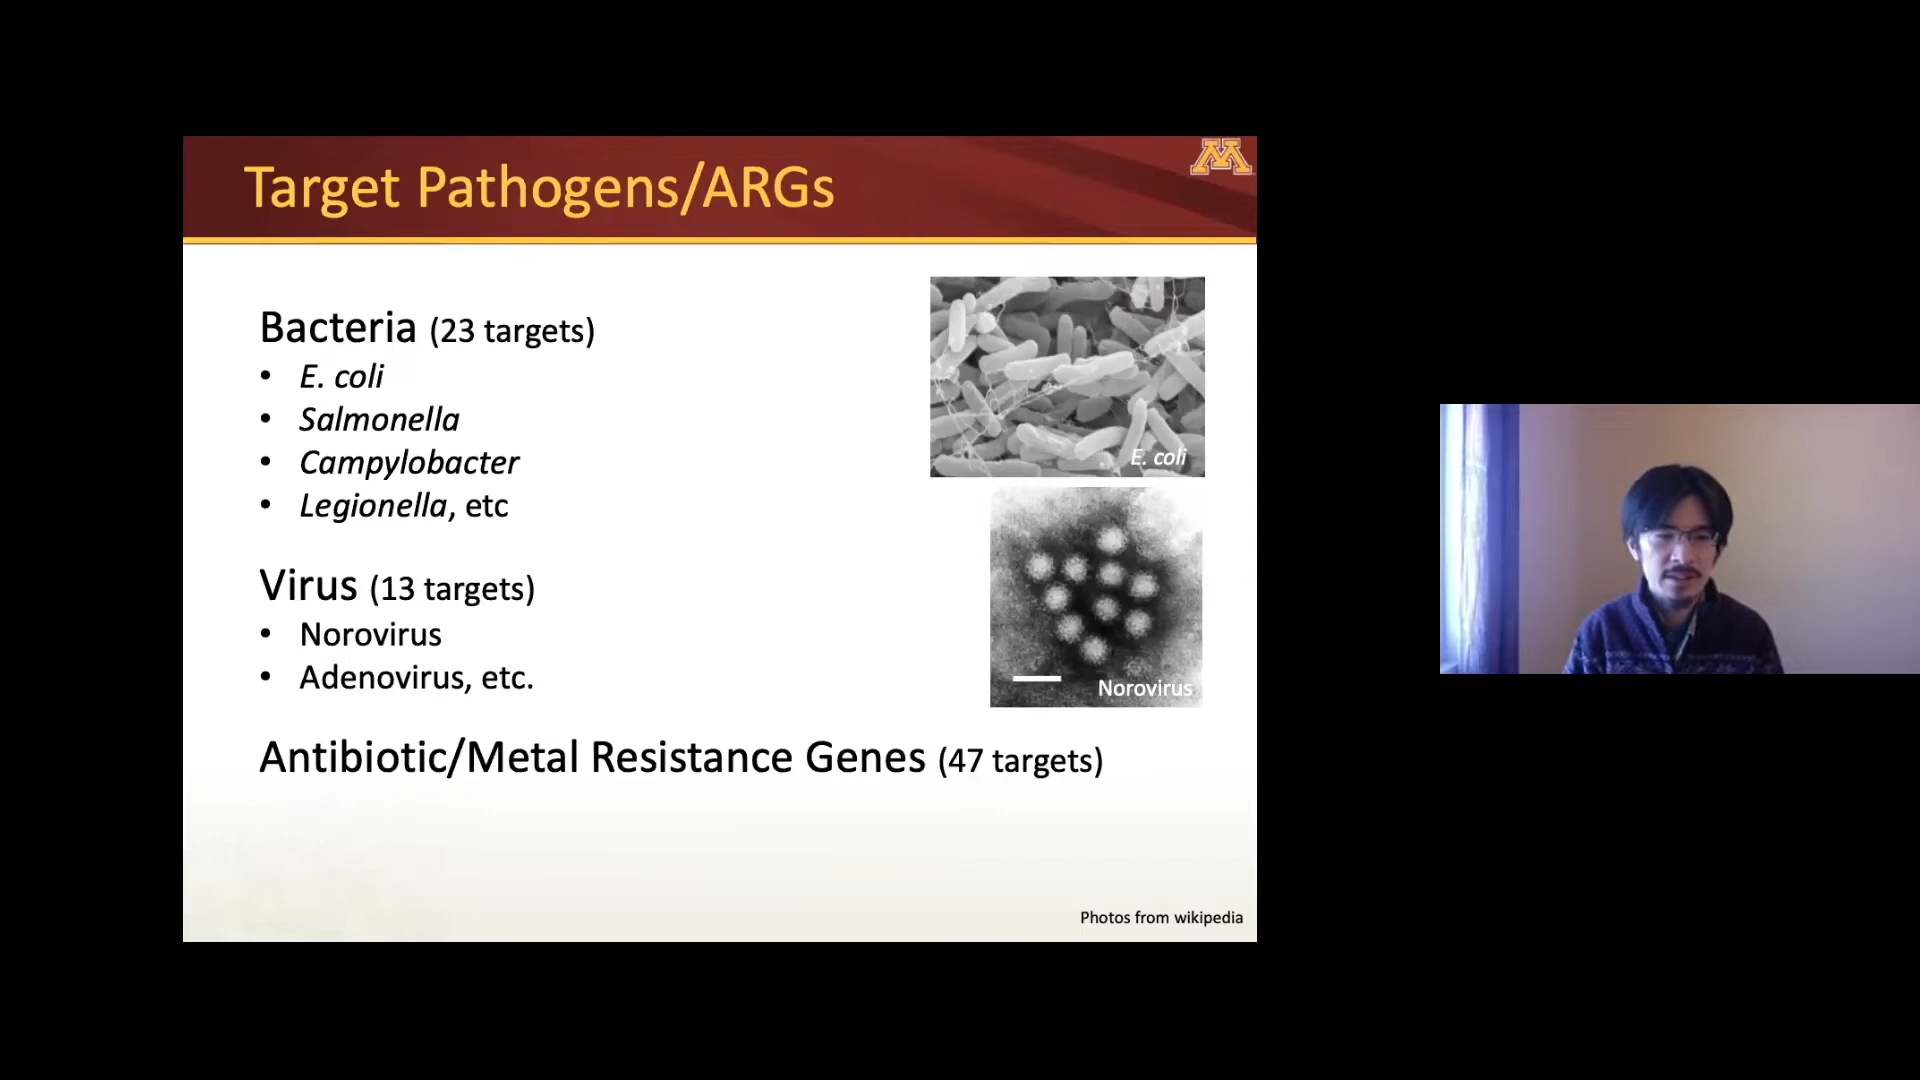 M
Target Pathogens/ARGs
Bacteria (23 targets)
• E. coli
• Salmonella
• Campylobacter
• Legionella, etc
E. coli
Virus (13 targets)
• Norovirus
• Adenovirus, etc.
Norovirus
Antibiotic/Metal Resistance Genes (47 targets)
Photos from wikipedia